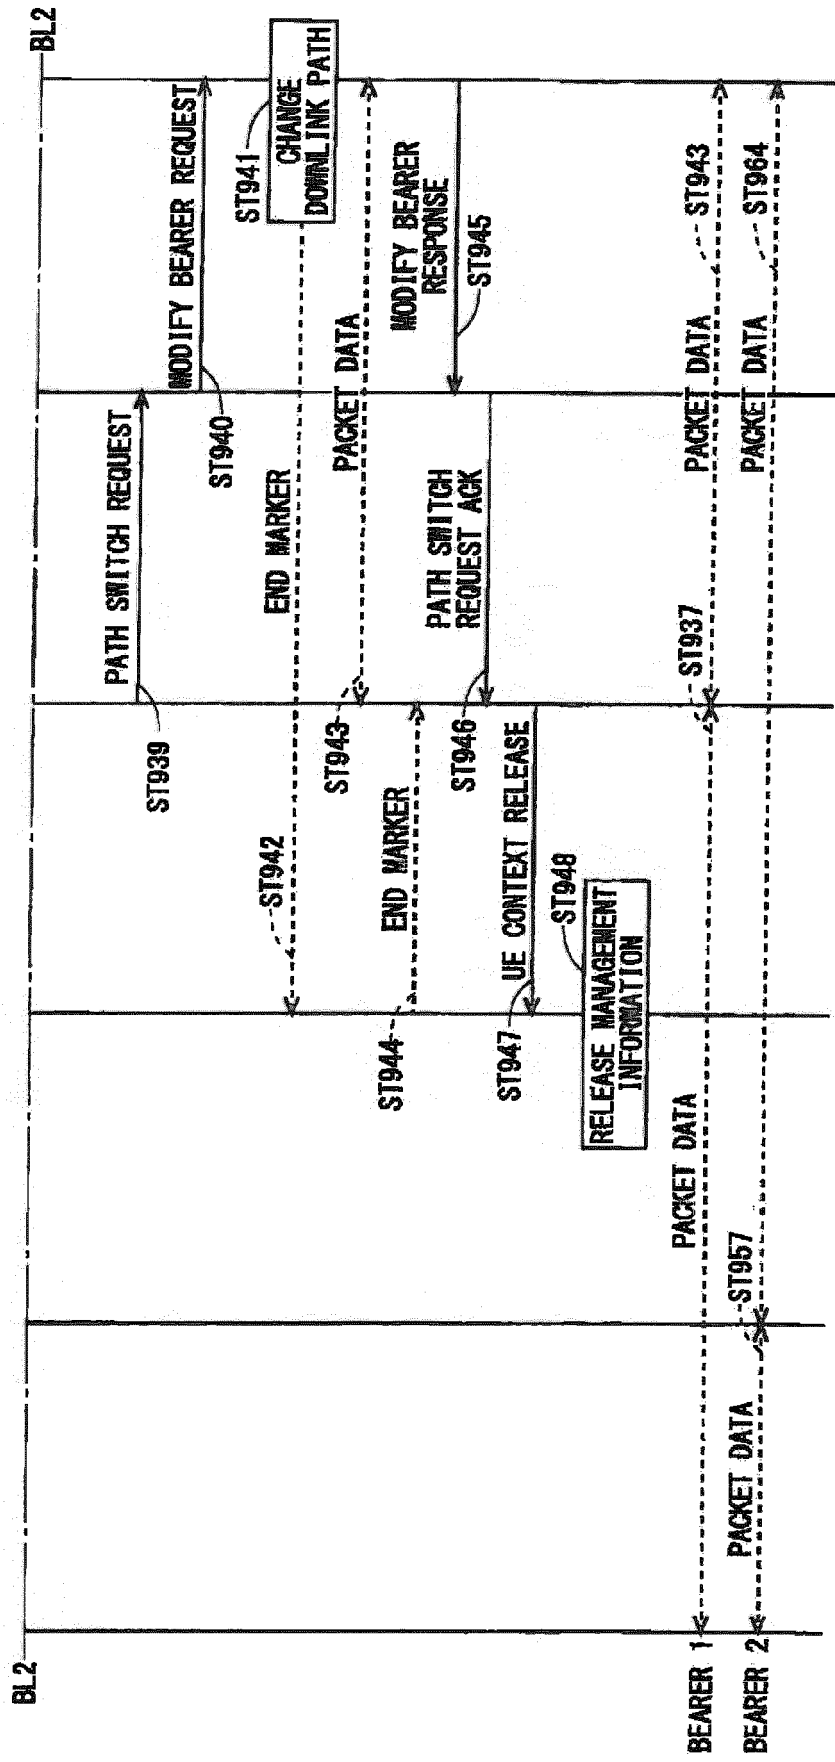 BL2
BL2
PATH SWITCH REQUEST
ST939
MODIFY BEARER REQUEST
ST940
ST941
CHANGE
DOWNLINK PATH
END MARKER
ST942
PACKET DATA
ST943
END MARKER
ST944
MODIFY BEARER
RESPONSE
ST945
PATH SWITCH
REQUEST ACK
ST946
UE CONTEXT RELEASE
ST947
ST948
RELEASE MANAGEMENT
INFORMATION
BEARER 1
PACKET DATA
ST937
PACKET DATA
ST943
BEARER 2
PACKET DATA
ST957
PACKET DATA
ST964